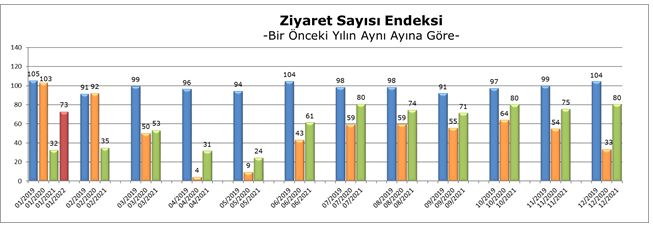 Ziyaret Sayısı Endeksi
-Bir Önceki Yılın Aynı Ayına Göre-
140
120
100
80
60
40
20
0
105 103 32 73
91 92 35
99 50 53
96 4 31
94 9 24
104 43 61
98 59 80
98 59 74
91 55 71
97 64 80
99 54 75
104 33 80
01/2019 01/2020 01/2021 01/2022 02/2019 02/2020 02/2021 03/2019 03/2020 03/2021 04/2019 04/2020 04/2021 05/2019 05/2020 05/2021 06/2019 06/2020 06/2021 07/2019 07/2020 07/2021 08/2019 08/2020 08/2021 09/2019 09/2020 09/2021 10/2019 10/2020 10/2021 11/2019 11/2020 11/2021 12/2019 12/2020 12/2021